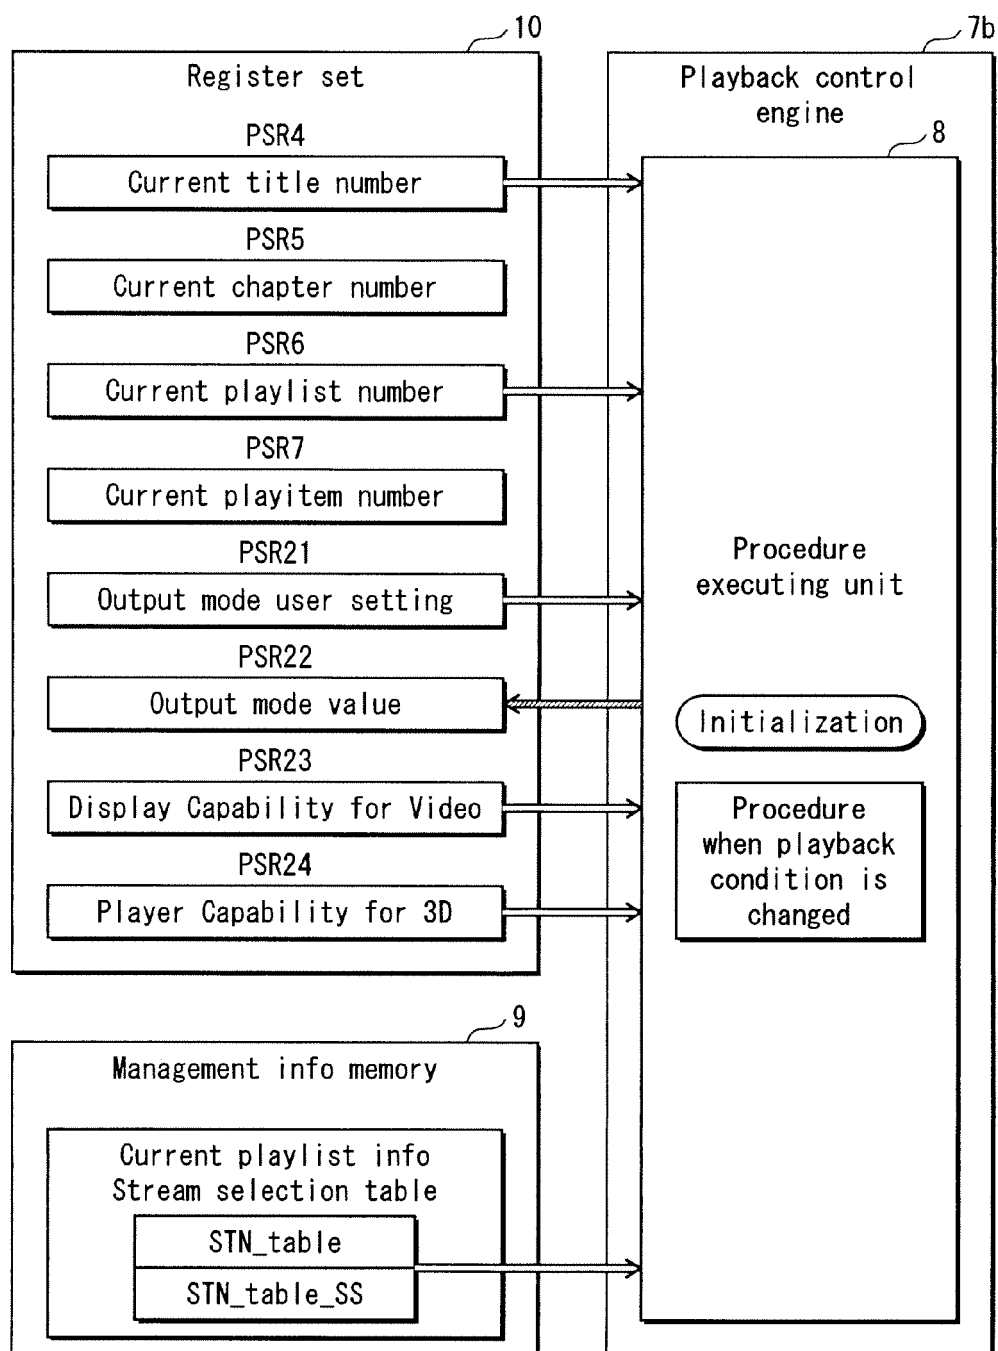 10
Register set
PSR4
Current title number
PSR5
Current chapter number
PSR6
Current playlist number
PSR7
Current playitem number
PSR21
Output mode user setting
PSR22
Output mode value
PSR23
Display Capability for Video
PSR24
Player Capability for 3D
7b
Playback control
engine
8
Procedure
executing unit
Initialization
Procedure
when playback
condition is
changed
9
Management info memory
Current playlist info
Stream selection table
STN_table
STN_table_SS